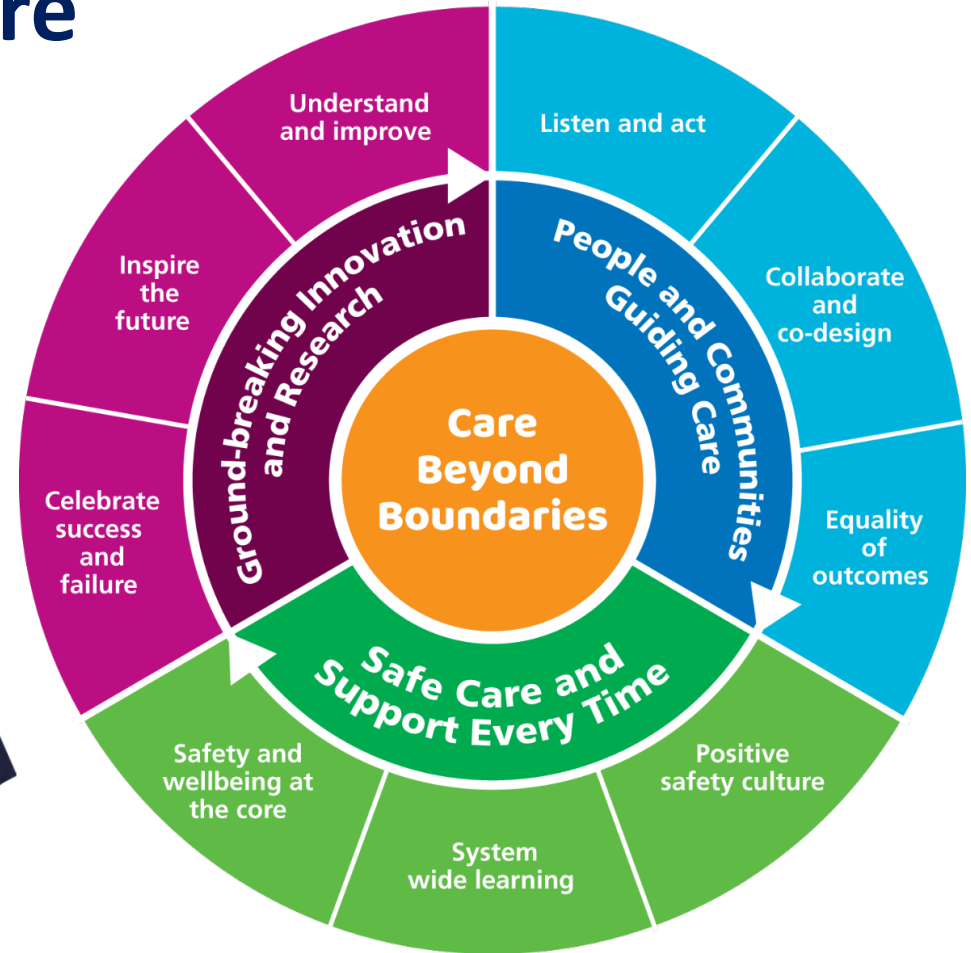 re
Understand
and improve
Listen and act
Inspire
the
future
Collaborate
and
co-design
Celebrate
success
and
failure
Equality
of
outcomes
Ground-breaking Innovation
and Research
People and Communities
Guiding Care
Care
Beyond
Boundaries
Safe Care and
Support Every Time
Safety and
wellbeing at
the core
Positive
safety culture
System
wide learning